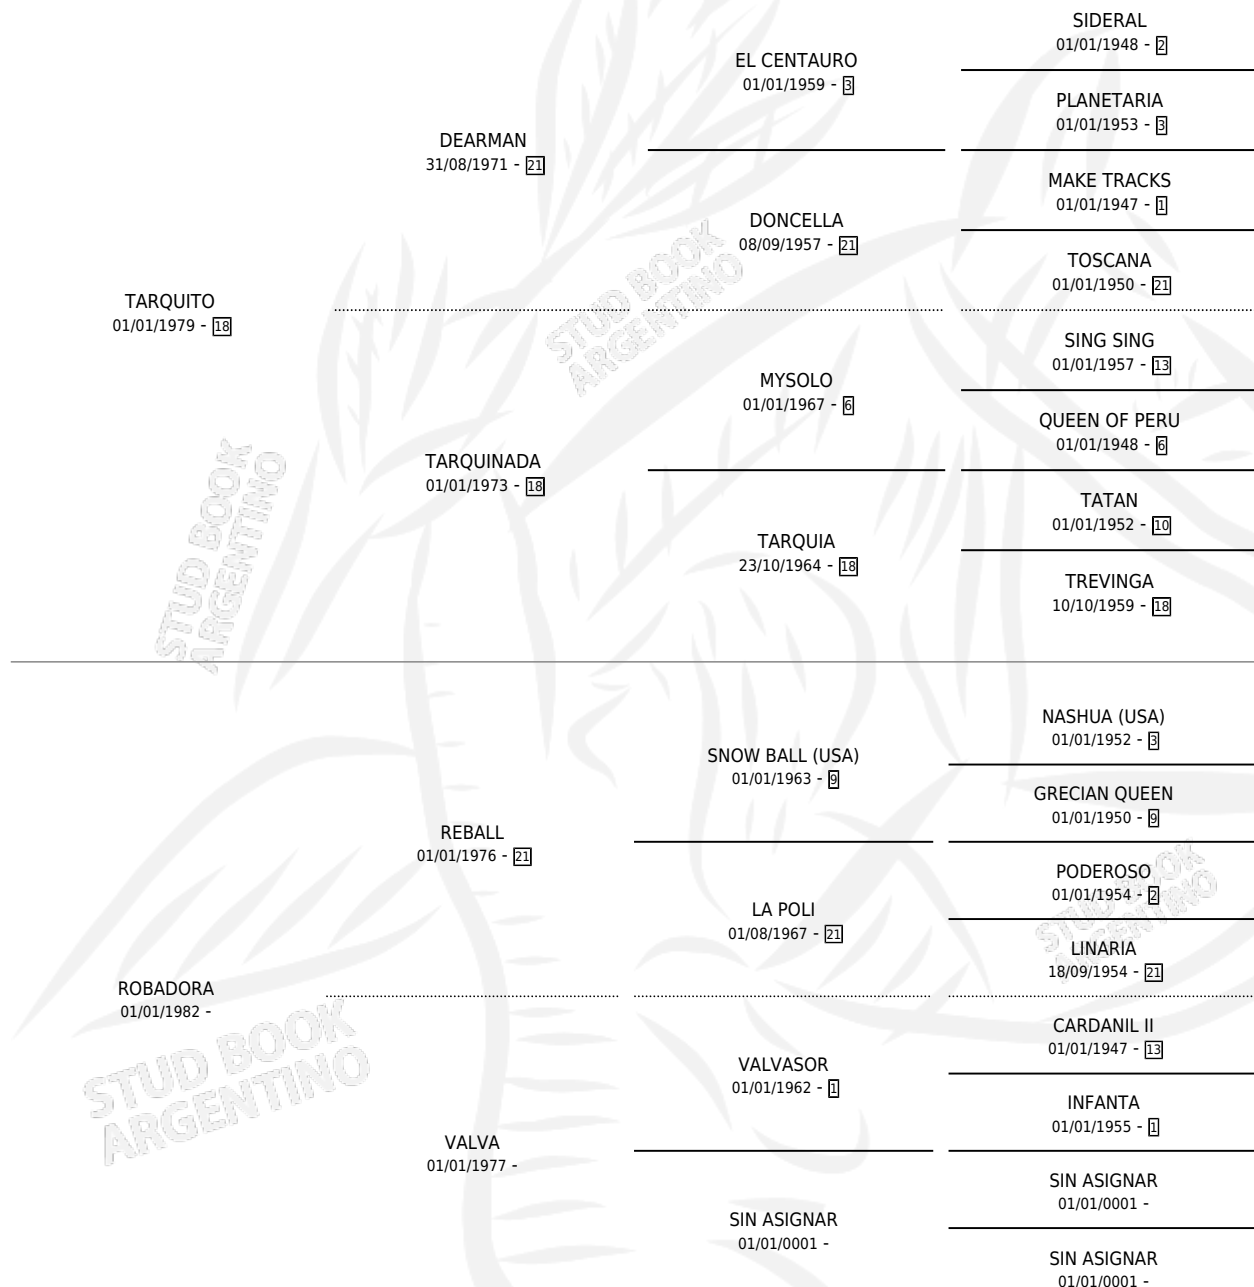 SIDERAL
01/01/1948 - 2
EL CENTAURO
01/01/1959 - 3
PLANETARIA
01/01/1953 - 3
DEARMAN
31/08/1971 - 21
MAKE TRACKS
01/01/1947 - 1
DONCELLA
08/09/1957 - 21
TOSCANA
01/01/1950 - 21
TARQUITO
01/01/1979 - 18
SING SING
01/01/1957 - 13
MYSOLO
01/01/1967 - 6
QUEEN OF PERU
01/01/1948 - 6
TARQUINADA
01/01/1973 - 18
TATAN
01/01/1952 - 10
TARQUIA
23/10/1964 - 18
TREVINGA
10/10/1959 - 18
NASHUA (USA)
01/01/1952 - 3
SNOW BALL (USA)
01/01/1963 - 9
GRECIAN QUEEN
01/01/1950 - 9
REBALL
01/01/1976 - 21
PODEROSO
01/01/1954 - 2
LA POLI
01/08/1967 - 21
LINARIA
18/09/1954 - 21
ROBADORA
01/01/1982 -
CARDANIL II
01/01/1947 - 13
VALVASOR
01/01/1962 - 1
INFANTA
01/01/1955 - 1
VALVA
01/01/1977 -
SIN ASIGNAR
01/01/0001 -
SIN ASIGNAR
01/01/0001 -
SIN ASIGNAR
01/01/0001 -
STUD BOOK
ARGENTINO
STUD BOOK
ARGENTINO
STUD BOOK
ARGENTINO
STUD BOOK
ARGENTINO